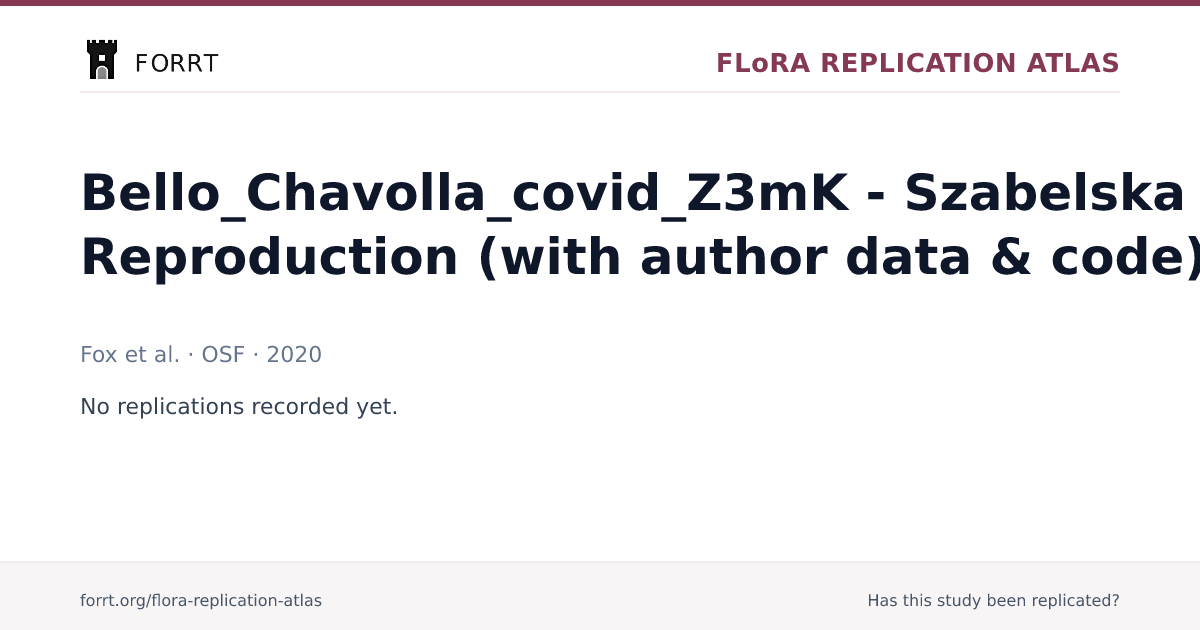 FORRT
FLoRA REPLICATION ATLAS
Bello_Chavolla_covid_Z3mK - Szabelska
Reproduction (with author data & code)
Fox et al. · OSF · 2020
No replications recorded yet.
forrt.org/flora-replication-atlas
Has this study been replicated?